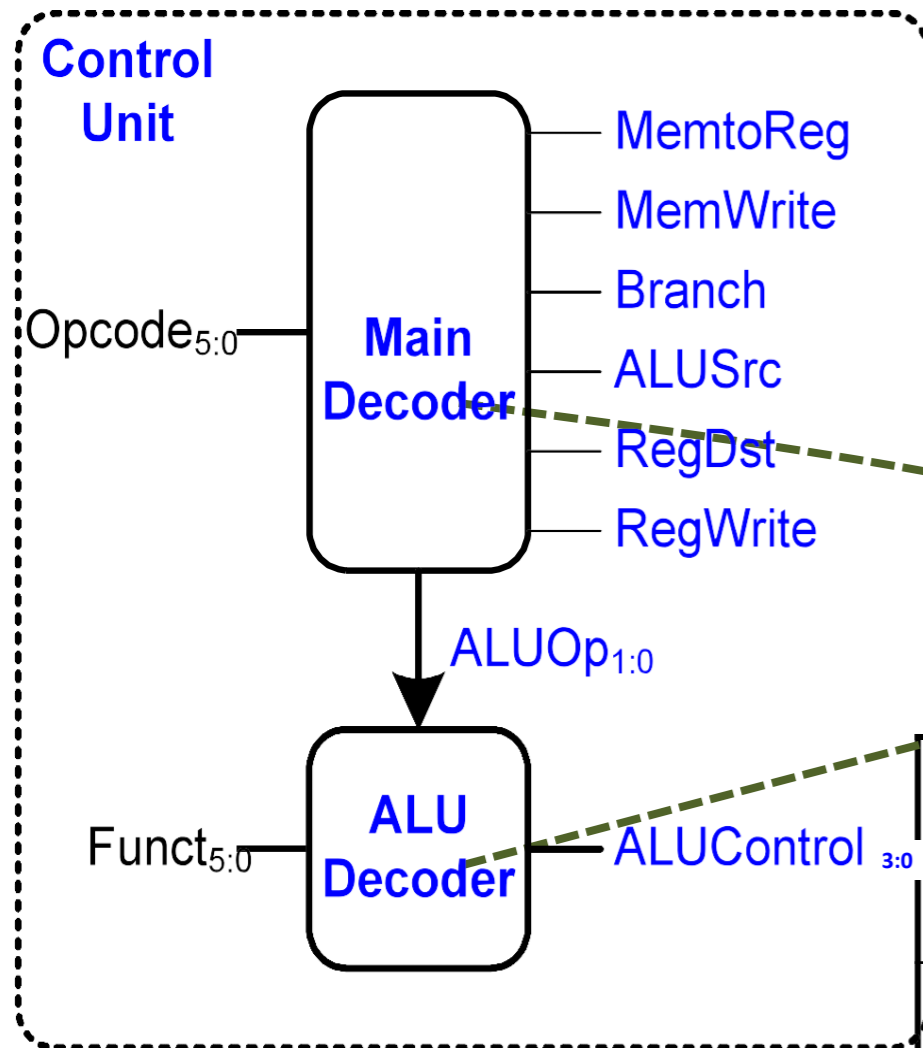 Control
Unit
MemtoReg
MemWrite
Branch
Opcode5:0
Main
Decoder
ALUSrc
RegDst
RegWrite
ALUOp1:0
ALU
Decoder
Funct5:0
ALUControl 3:0